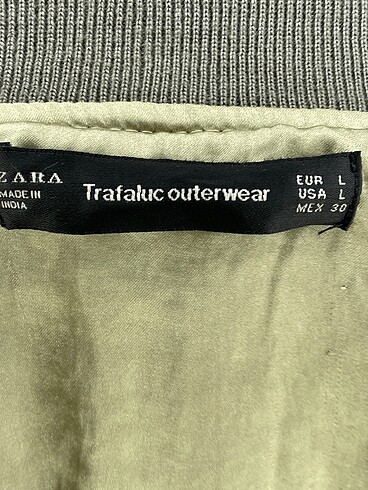 ZARA
MADE IN
INDIA
Trafaluc outerwear
EUR L
USA L
MEX 30